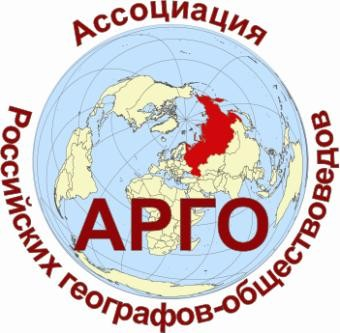 Ассоциация
Российских географов-обществоведов
АРГО